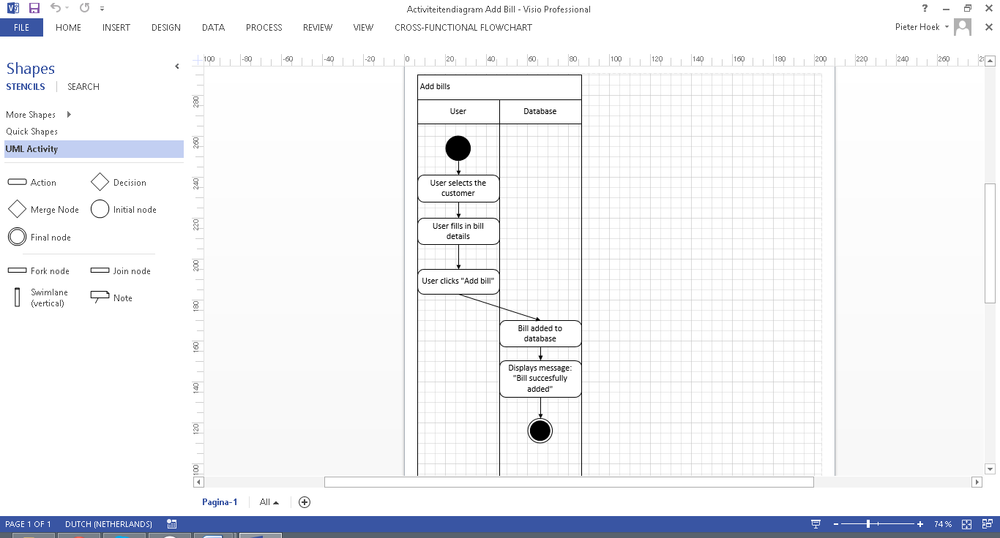 Activiteitendiagram Add Bill - Visio Professional
?
FILE HOME INSERT DESIGN DATA PROCESS REVIEW VIEW CROSS-FUNCTIONAL FLOWCHART
Pieter Hoek
Shapes
STENCILS SEARCH
More Shapes
Quick Shapes
UML Activity
Action Decision
Merge Node Initial node
Final node
Fork node Join node
Swimlane
(vertical)
Note
100 -80 -60 -40 -20 0 20 40 60 80 100 120 140 160 180 200 220 240 260
280
260
240
220
200
180
160
140
120
100
Add bills
User Database
User selects the
customer
User fills in bill
details
User clicks "Add bill"
Bill added to
database
Displays message:
"Bill succesfully
added"
Pagina-1 All
PAGE 1 OF 1 DUTCH (NETHERLANDS) 74 %